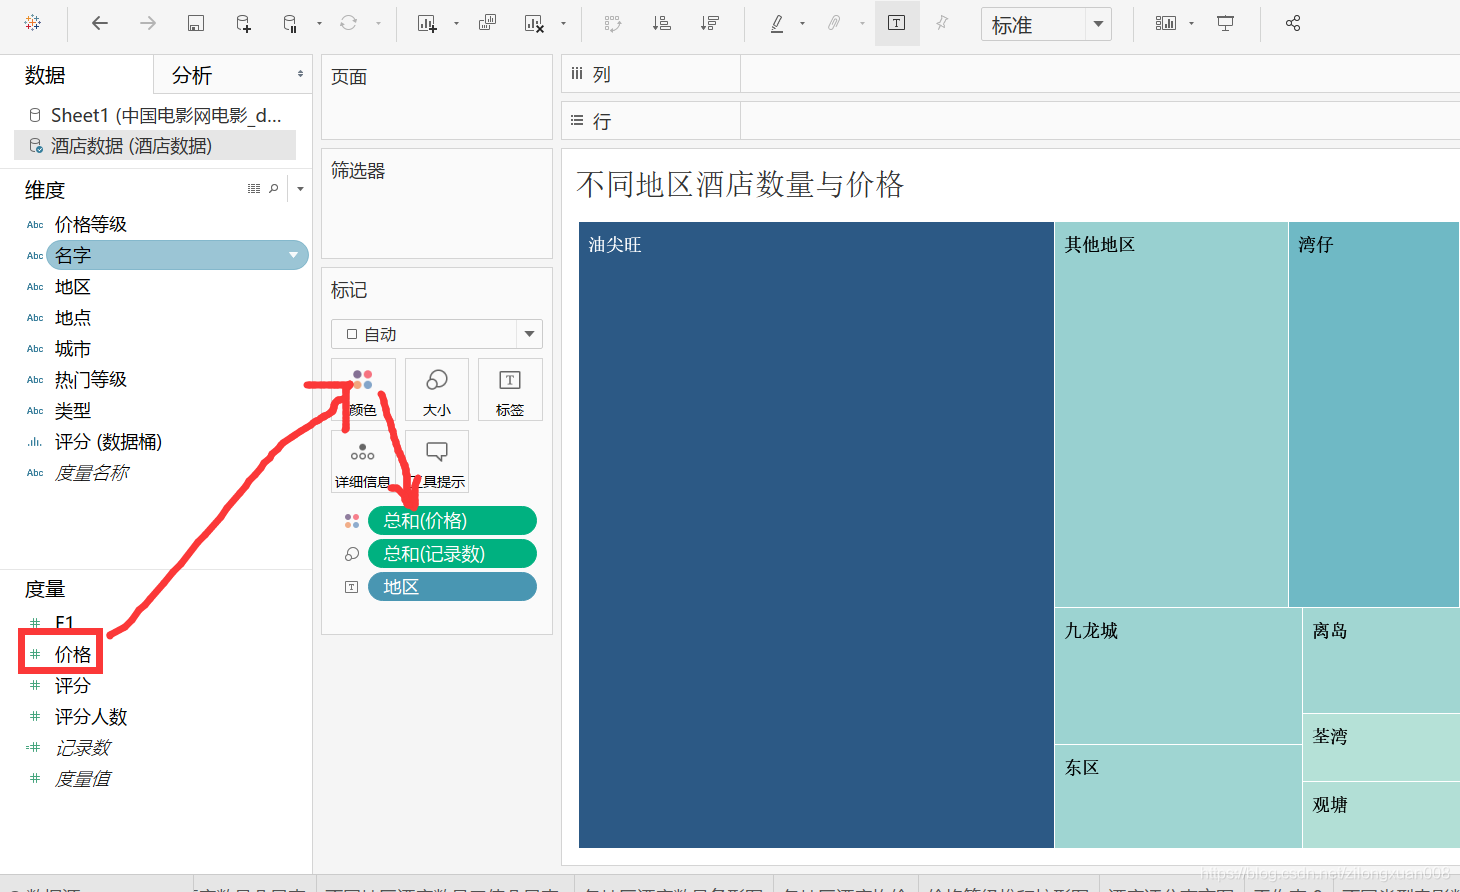 标准
数据
分析
Sheet1 (中国电影网电影_d...
酒店数据 (酒店数据)
维度
Abc 价格等级
Abc 名字
Abc 地区
Abc 地点
Abc 城市
Abc 热门等级
Abc 类型
评分 (数据桶)
Abc 度量名称
度量
F1
价格
评分
评分人数
记录数
度量值
页面
筛选器
标记
自动
颜色
大小
标签
详细信息
工具提示
总和(价格)
总和(记录数)
地区
列
行
不同地区酒店数量与价格
油尖旺
其他地区
湾仔
九龙城
离岛
荃湾
东区
观塘
https://blog.csdn.net/zilongxuan008